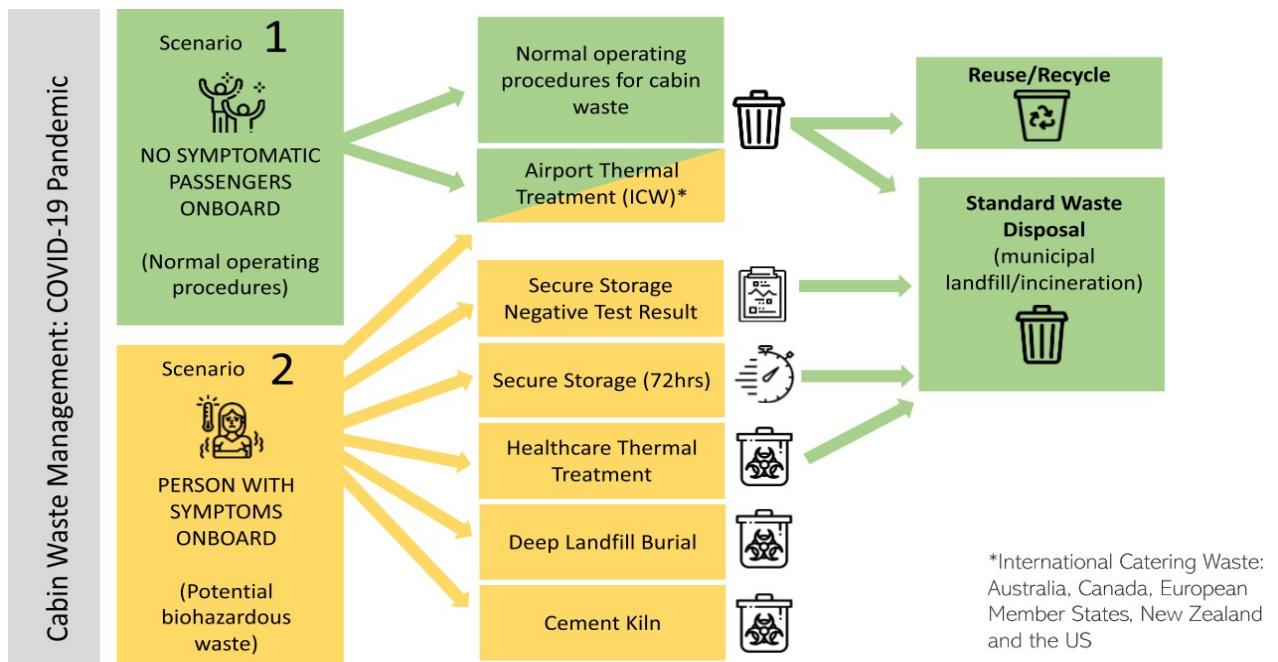 Cabin Waste Management: COVID-19 Pandemic
Scenario 1
NO SYMPTOMATIC
PASSENGERS
ONBOARD
(Normal operating
procedures)
Scenario 2
PERSON WITH
SYMPTOMS
ONBOARD
(Potential
biohazardous
waste)
Normal operating
procedures for cabin
waste
Airport Thermal
Treatment (ICW)*
Secure Storage
Negative Test Result
Secure Storage (72hrs)
Healthcare Thermal
Treatment
Deep Landfill Burial
Cement Kiln
Reuse/Recycle
Standard Waste
Disposal
(municipal
landfill/incineration)
*International Catering Waste:
Australia, Canada, European
Member States, New Zealand
and the US